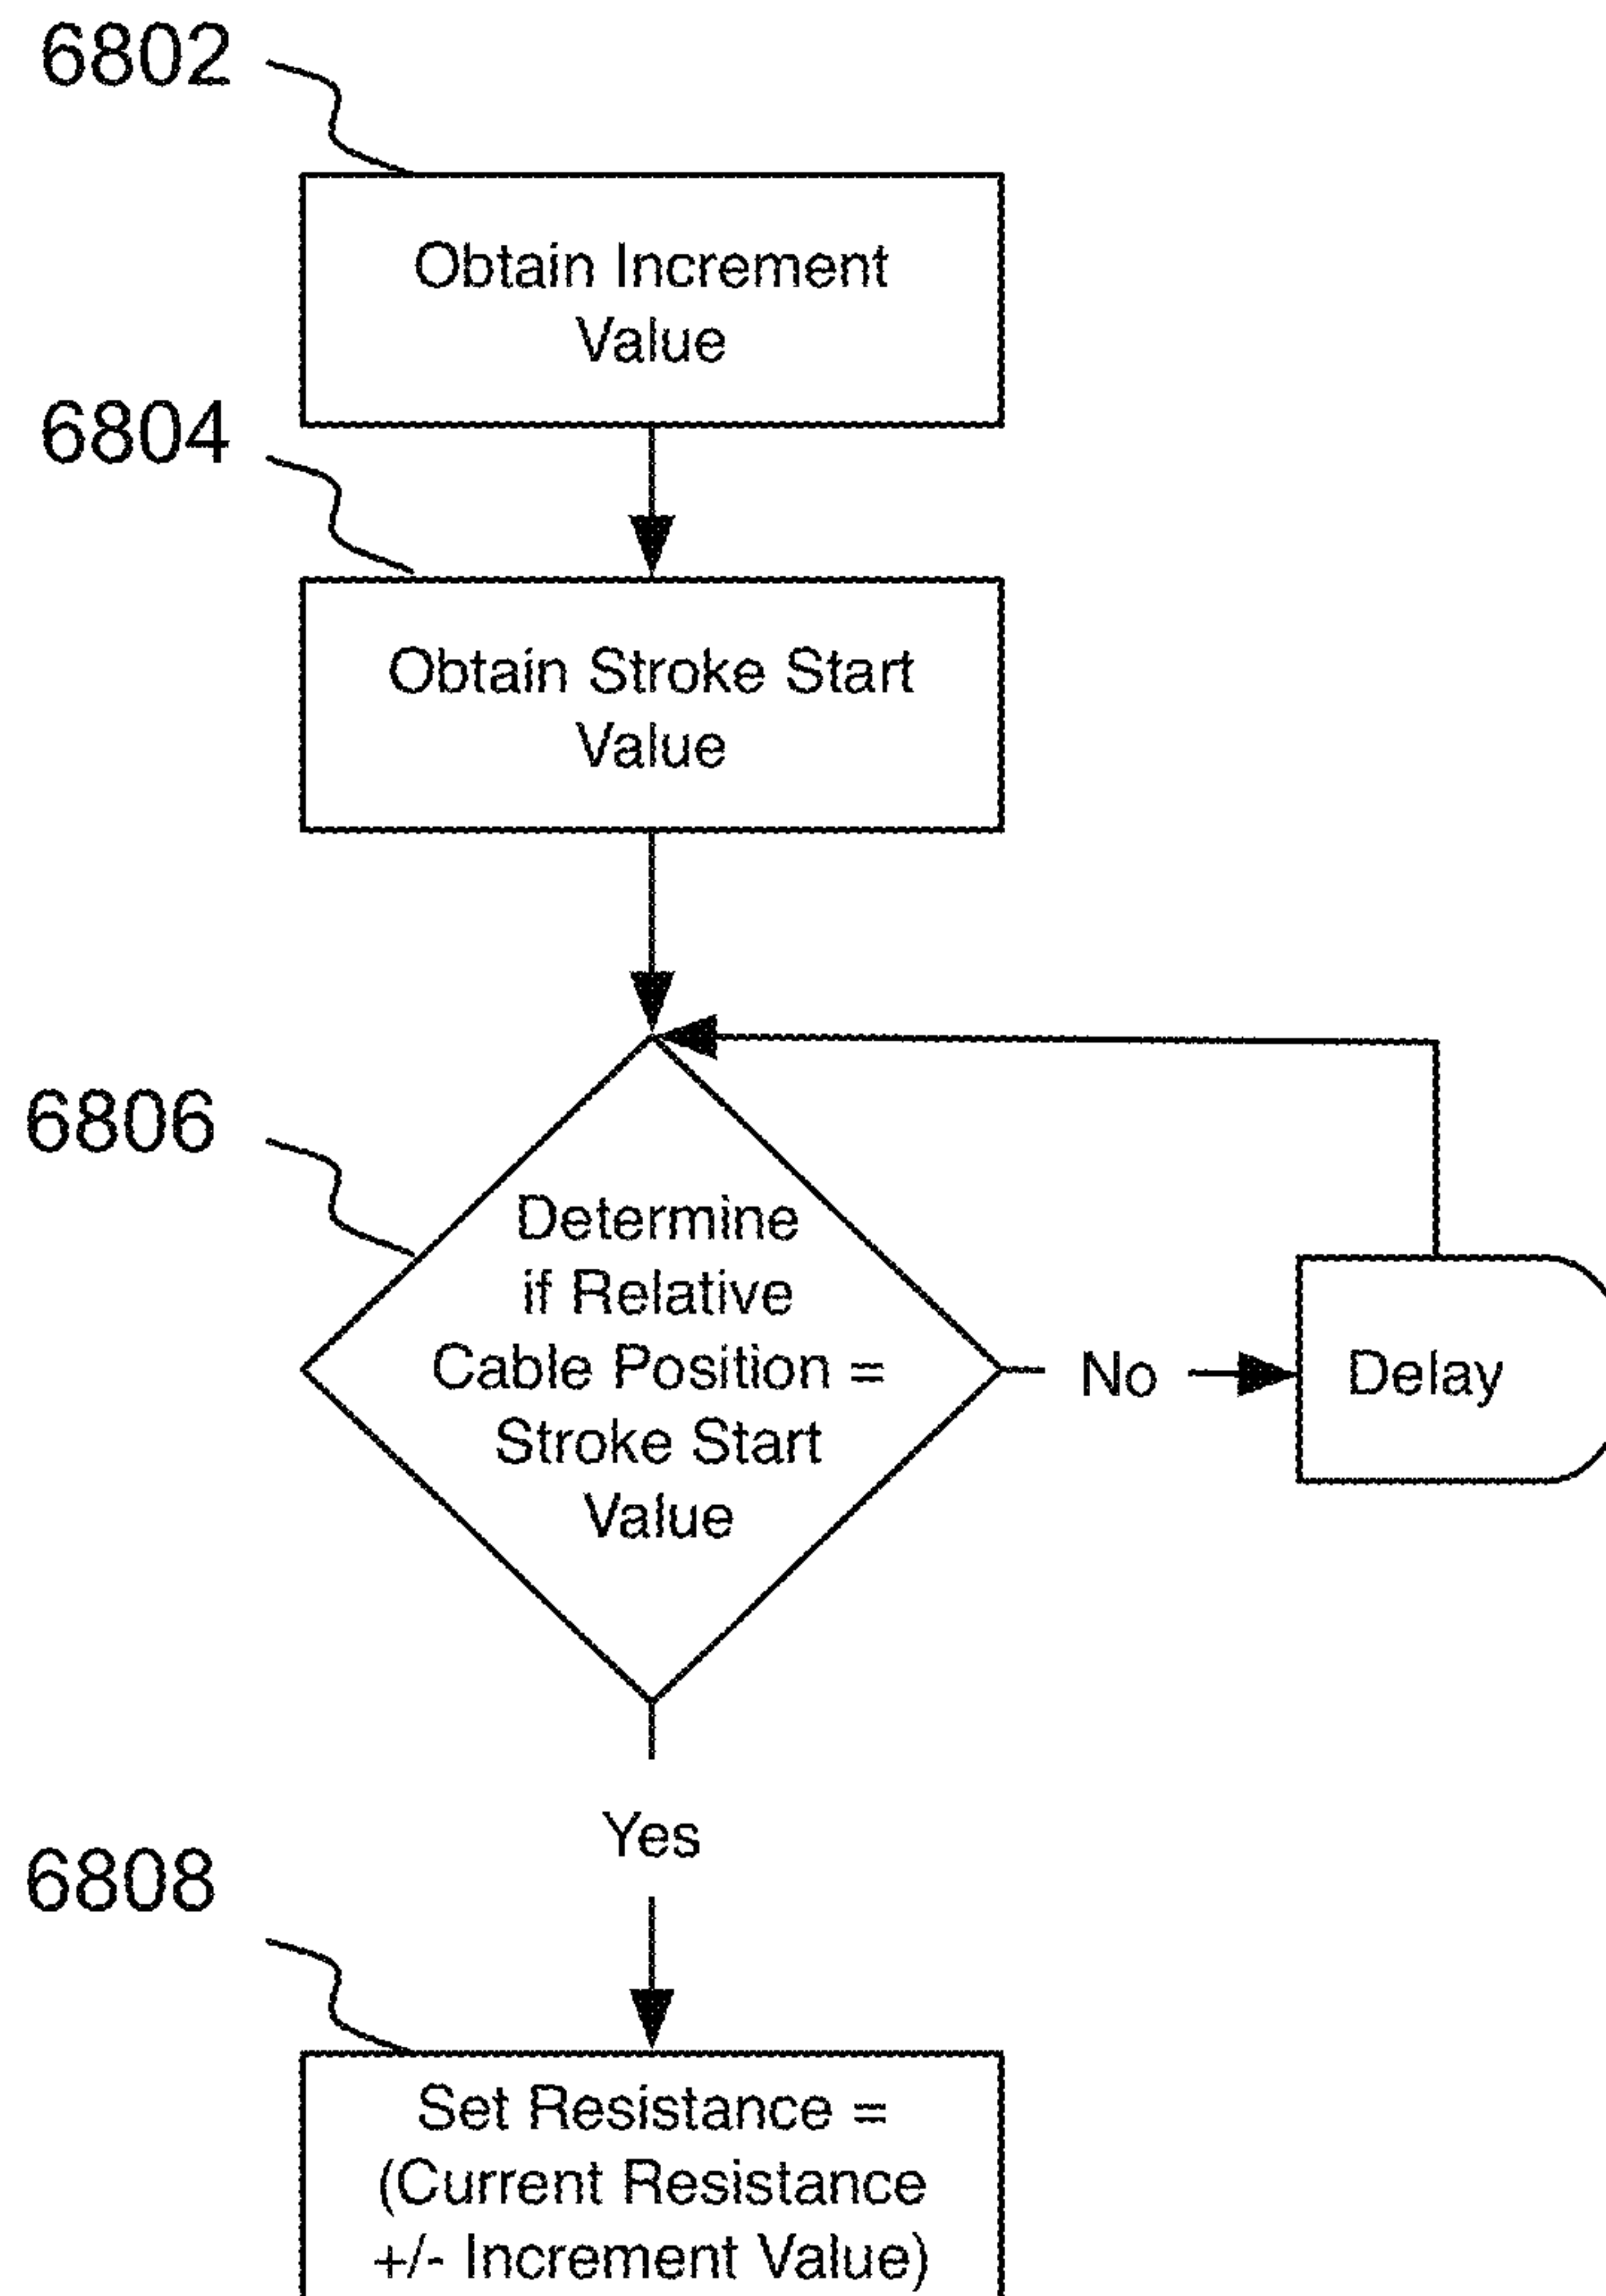 6802
Obtain Increment
Value
6804
Obtain Stroke Start
Value
6806
Determine
if Relative
Cable Position =
Stroke Start
Value
No
Delay
Yes
6808
Set Resistance =
(Current Resistance
+/- Increment Value)